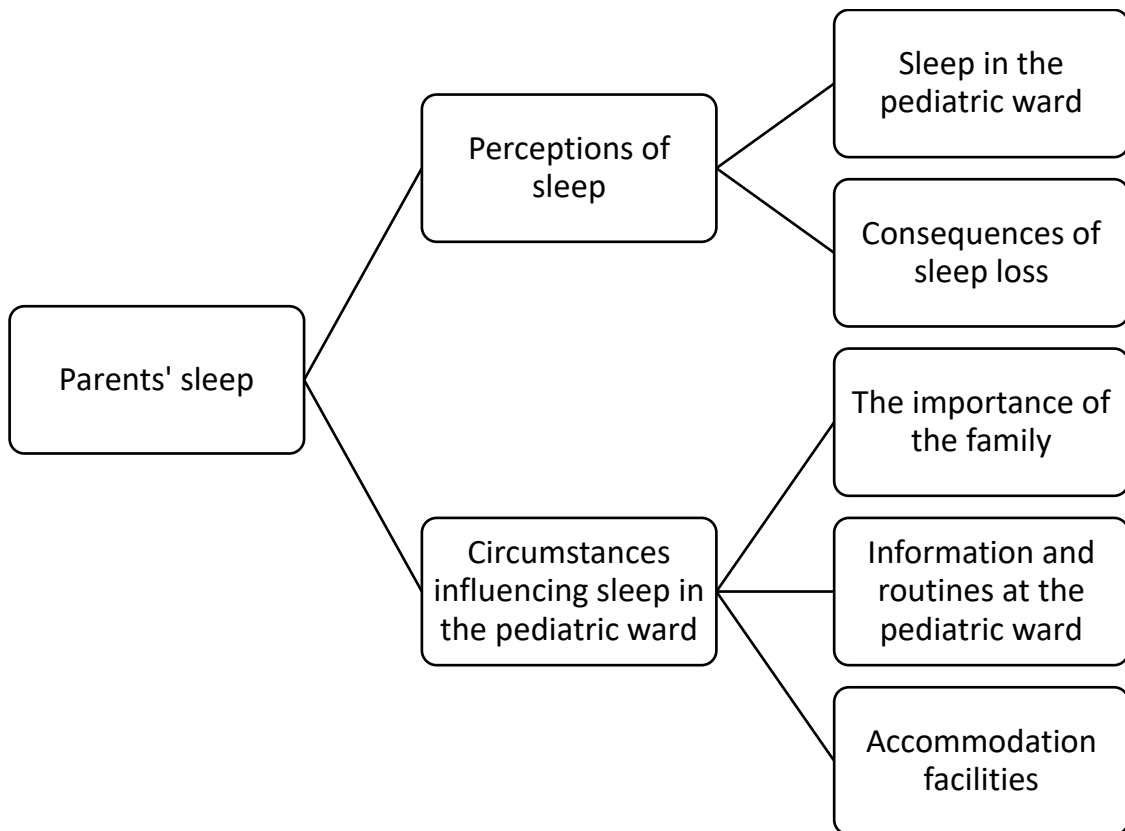 Parents' sleep
Perceptions of
sleep
Circumstances
influencing sleep in
the pediatric ward
Sleep in the
pediatric ward
Consequences of
sleep loss
The importance of
the family
Information and
routines at the
pediatric ward
Accommodation
facilities